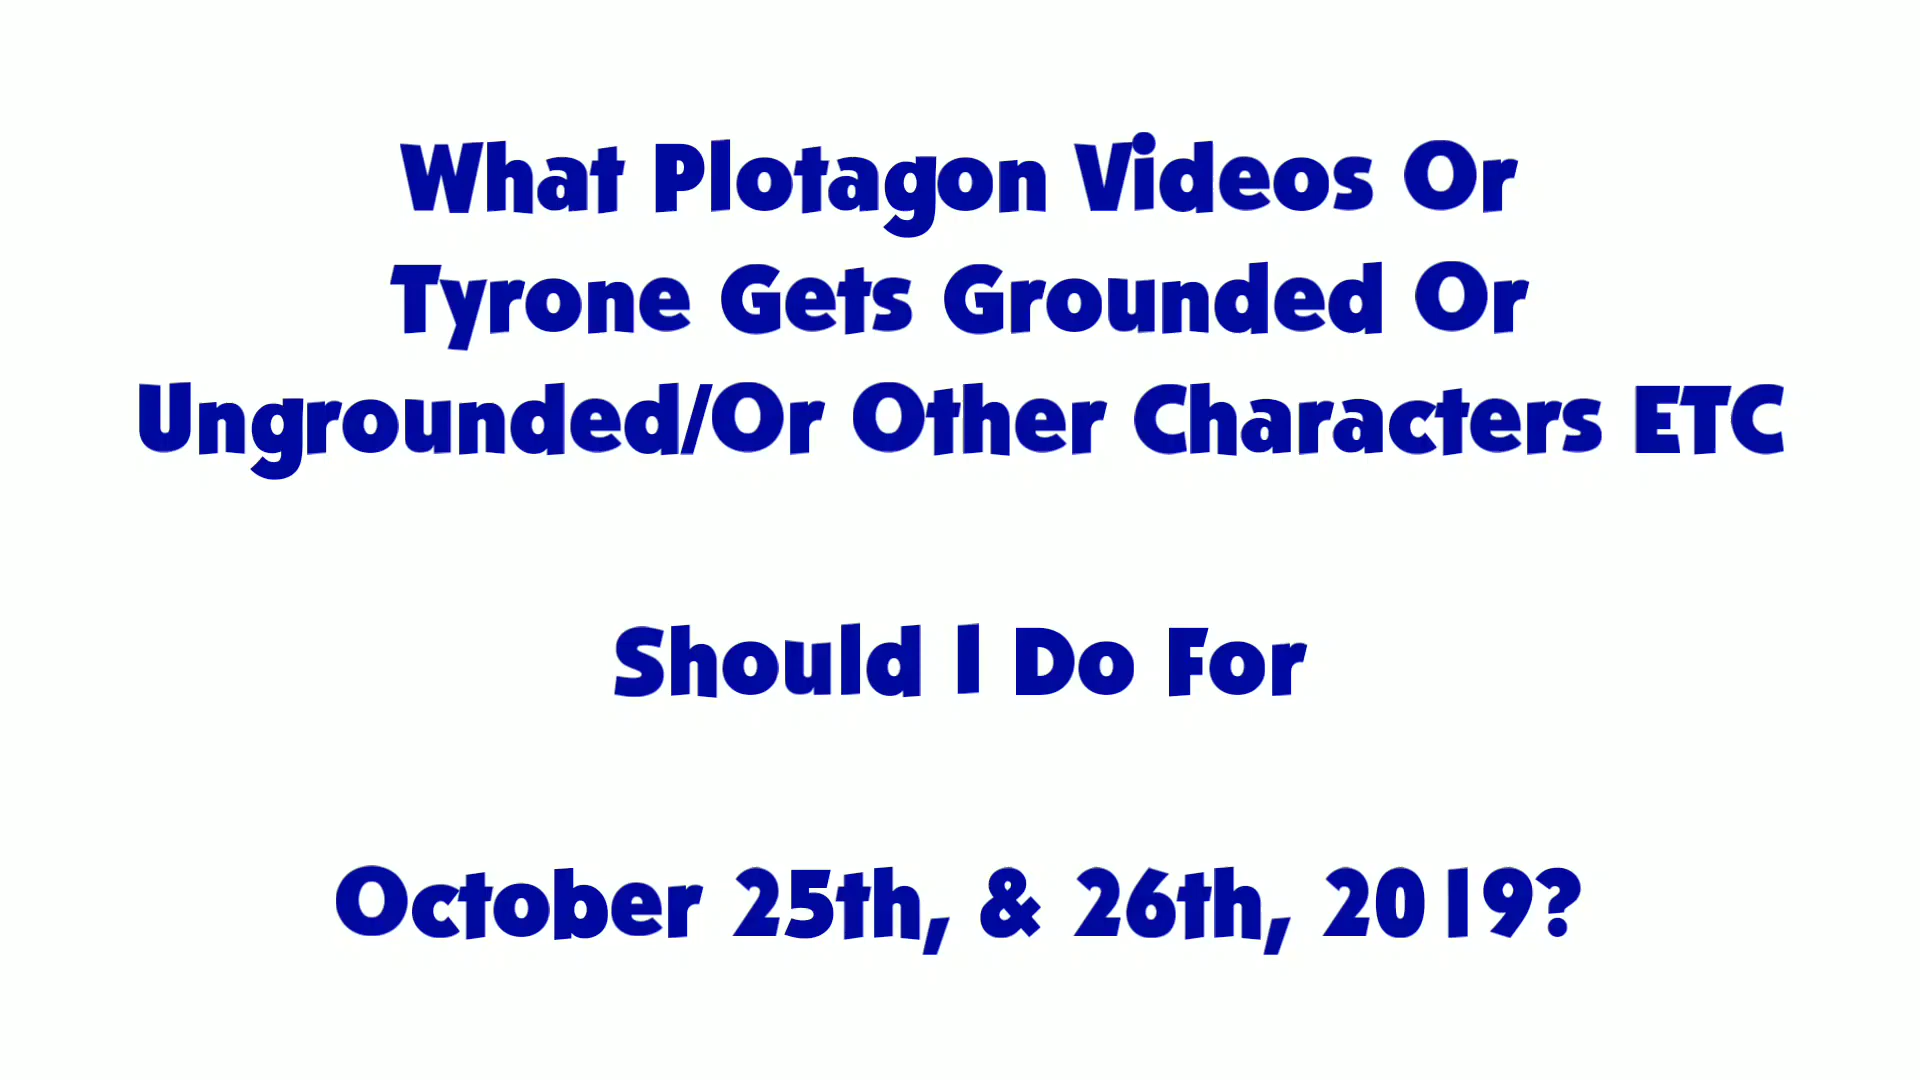 What Plotagon Videos Or
Tyrone Gets Grounded Or
Ungrounded/Or Other Characters ETC
Should I Do For
October 25th, & 26th, 2019?